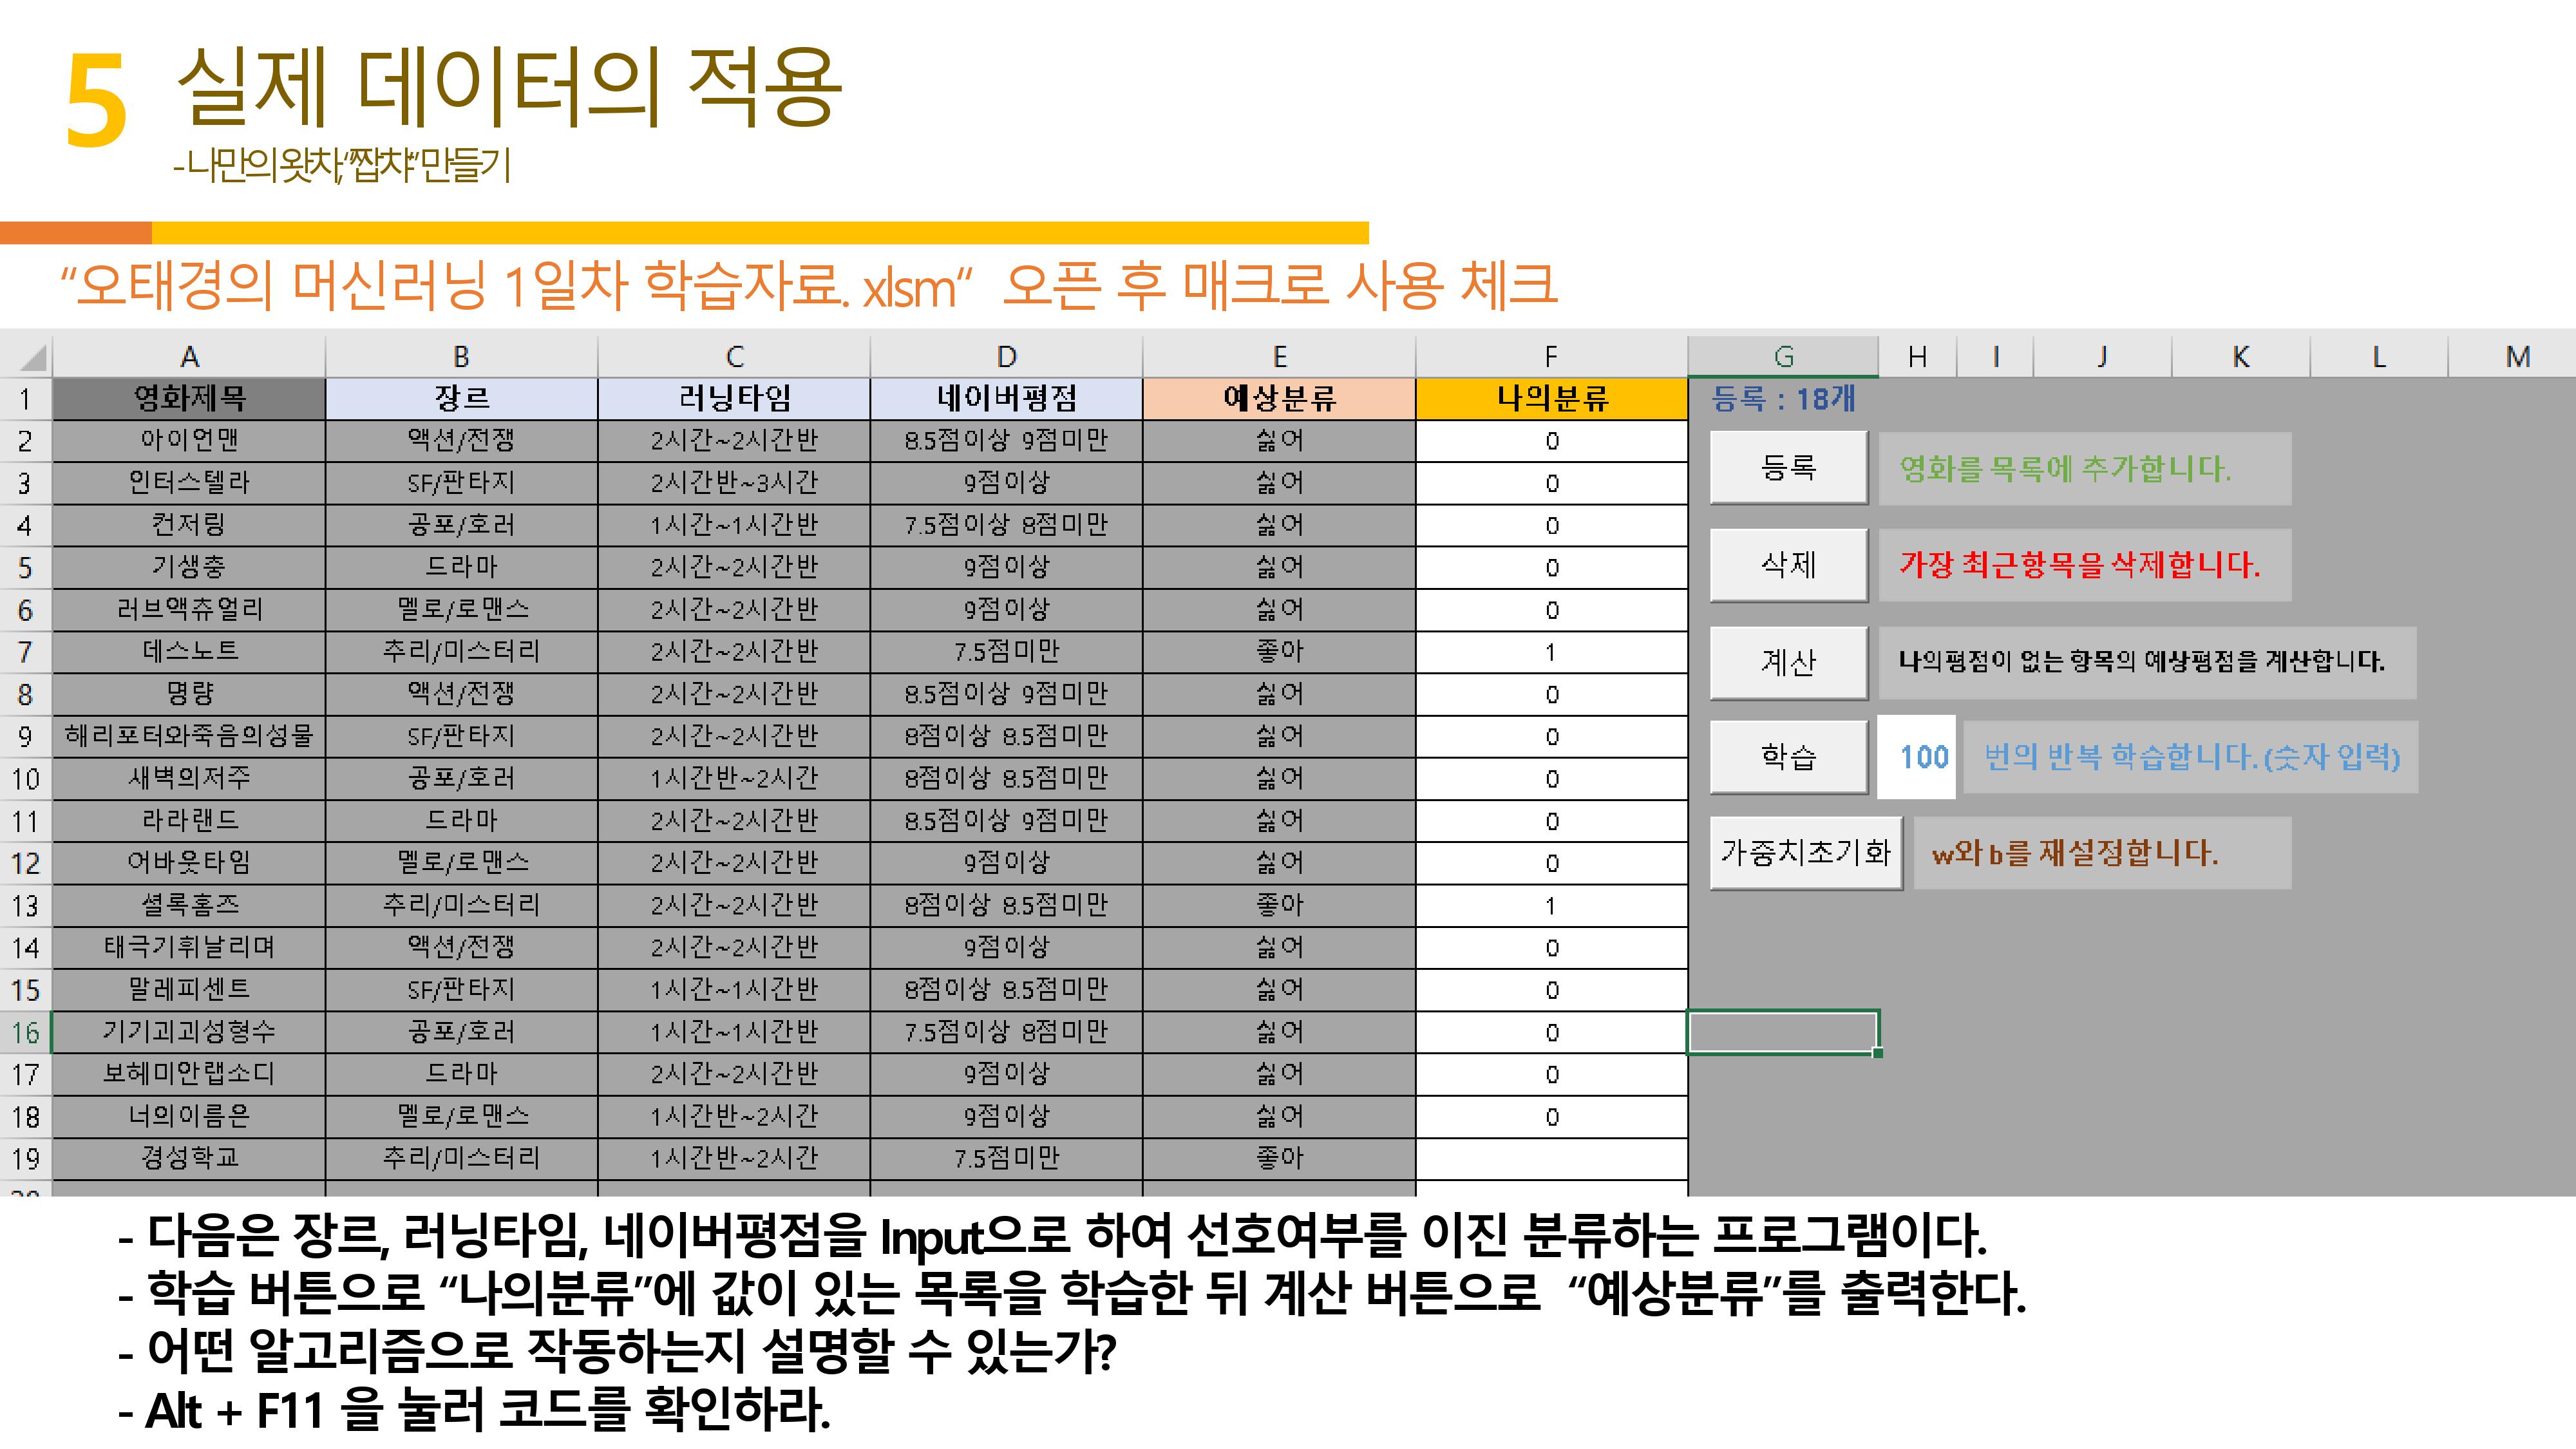 5 실제 데이터의 적용
-나만의 왓챠,“짭챠“만들기
“오태경의 머신러닝 1일차 학습자료. xlsm“ 오픈 후 매크로 사용 체크
A B C D E F G H I J K L M
1 영화제목 장르 러닝타임 네이버평점 예상분류 나의분류 등록 : 18개
2 아이언맨 액션/전쟁 2시간~2시간반 8.5점이상 9점미만 싫어 0
등록 영화를 목록에 추가합니다.
3 인터스텔라 SF/판타지 2시간반~3시간 9점이상 싫어 0
4 컨저링 공포/호러 1시간~1시간반 7.5점이상 8점미만 싫어 0
5 기생충 드라마 2시간~2시간반 9점이상 싫어 0
삭제 가장 최근항목을 삭제합니다.
6 러브액츄얼리 멜로/로맨스 2시간~2시간반 9점이상 싫어 0
7 데스노트 추리/미스터리 2시간~2시간반 7.5점미만 좋아 1
계산 나의평점이 없는 항목의 예상평점을 계산합니다.
8 명량 액션/전쟁 2시간~2시간반 8.5점이상 9점미만 싫어 0
9 해리포터와죽음의성물 SF/판타지 2시간~2시간반 8점이상 8.5점미만 싫어 0
학습 100 번의 반복 학습합니다.(숫자 입력)
10 새벽의저주 공포/호러 1시간반~2시간 8점이상 8.5점미만 싫어 0
11 라라랜드 드라마 2시간~2시간반 8.5점이상 9점미만 싫어 0
12 어바웃타임 멜로/로맨스 2시간~2시간반 9점이상 싫어 0
가중치초기화 w와 b를 재설정합니다.
13 셜록홈즈 추리/미스터리 2시간~2시간반 8점이상 8.5점미만 좋아 1
14 태극기휘날리며 액션/전쟁 2시간~2시간반 9점이상 싫어 0
15 말레피센트 SF/판타지 1시간~1시간반 8점이상 8.5점미만 싫어 0
16 기기괴괴성형수 공포/호러 1시간~1시간반 7.5점이상 8점미만 싫어 0
17 보헤미안랩소디 드라마 2시간~2시간반 9점이상 싫어 0
18 너의이름은 멜로/로맨스 1시간반~2시간 9점이상 싫어 0
19 경성학교 추리/미스터리 1시간반~2시간 7.5점미만 좋아
- 다음은 장르, 러닝타임, 네이버평점을 Input으로 하여 선호여부를 이진 분류하는 프로그램이다.
- 학습 버튼으로 “나의분류”에 값이 있는 목록을 학습한 뒤 계산 버튼으로 “예상분류”를 출력한다.
- 어떤 알고리즘으로 작동하는지 설명할 수 있는가?
- Alt + F11 을 눌러 코드를 확인하라.